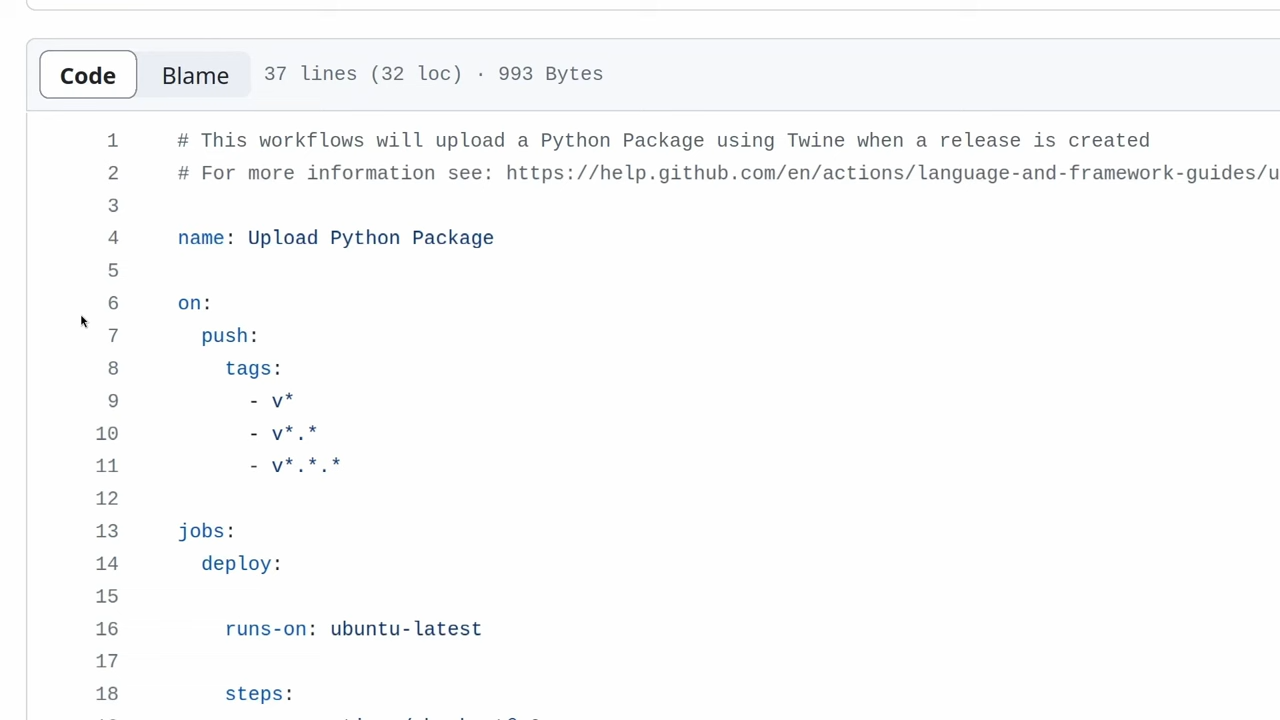 Code Blame 37 lines (32 loc) · 993 Bytes
1 # This workflows will upload a Python Package using Twine when a release is created
2 # For more information see: https://help.github.com/en/actions/language-and-framework-guides/u
3
4 name: Upload Python Package
5
6 on:
7 push:
8 tags:
9 - v*
10 - v*.*
11 - v*.*.*
12
13 jobs:
14 deploy:
15
16 runs-on: ubuntu-latest
17
18 steps: